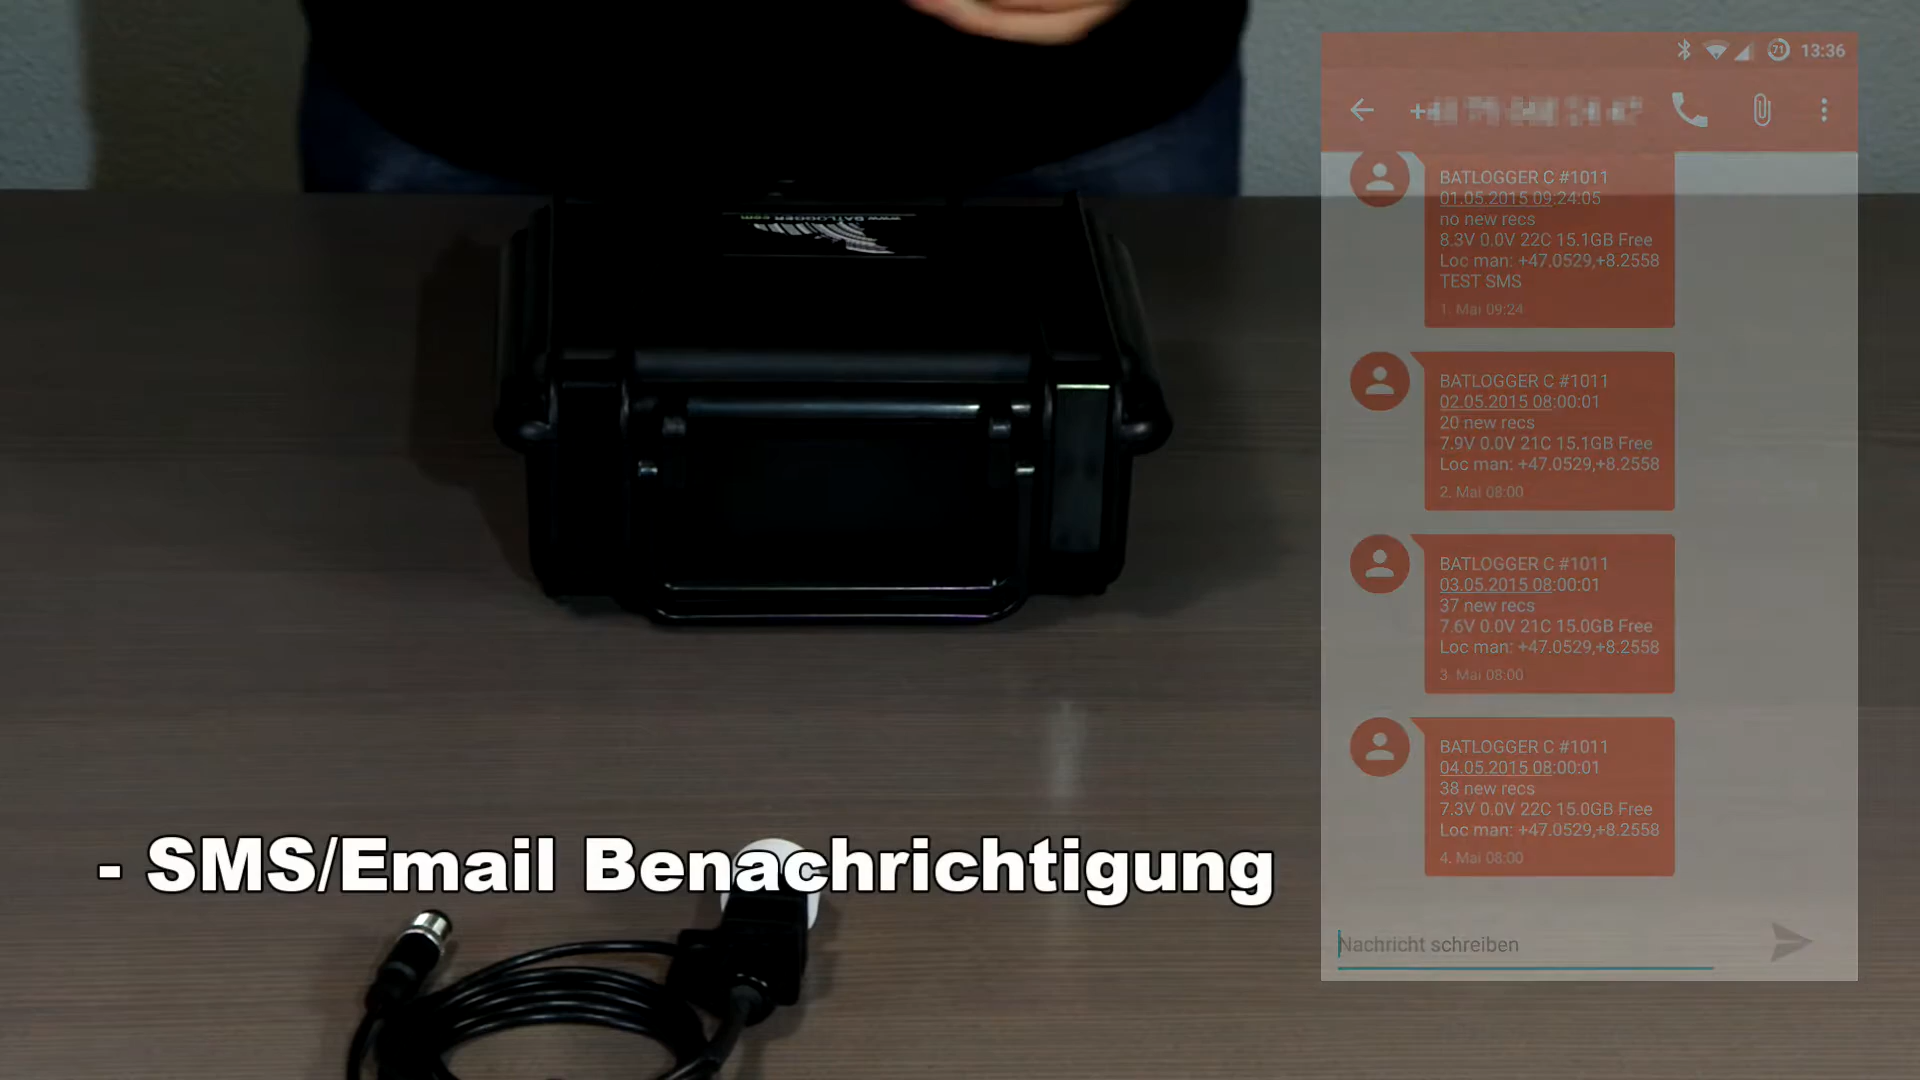 www.BATLOGGER.com
- SMS/Email Benachrichtigung
71 13:36
BATLOGGER C #1011
01.05.2015 09:24:05
no new recs
8.3V 0.0V 22C 15.1GB Free
Loc man: +47.0529,+8.2558
TEST SMS
1. Mai 09:24
BATLOGGER C #1011
02.05.2015 08:00:01
20 new recs
7.9V 0.0V 21C 15.1GB Free
Loc man: +47.0529,+8.2558
2. Mai 08:00
BATLOGGER C #1011
03.05.2015 08:00:01
37 new recs
7.6V 0.0V 21C 15.0GB Free
Loc man: +47.0529,+8.2558
3. Mai 08:00
BATLOGGER C #1011
04.05.2015 08:00:01
38 new recs
7.3V 0.0V 22C 15.0GB Free
Loc man: +47.0529,+8.2558
4. Mai 08:00
Nachricht schreiben